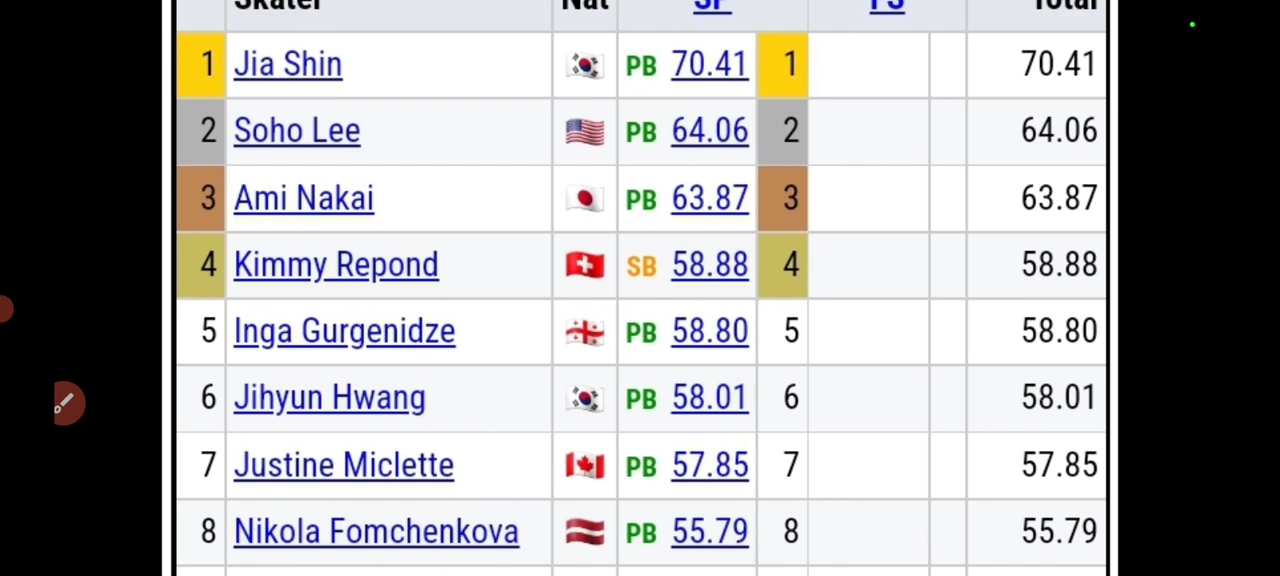 Skater Nat SP FS Total
1 Jia Shin PB 70.41 1 70.41
2 Soho Lee PB 64.06 2 64.06
3 Ami Nakai PB 63.87 3 63.87
4 Kimmy Repond SB 58.88 4 58.88
5 Inga Gurgenidze PB 58.80 5 58.80
6 Jihyun Hwang PB 58.01 6 58.01
7 Justine Miclette PB 57.85 7 57.85
8 Nikola Fomchenkova PB 55.79 8 55.79